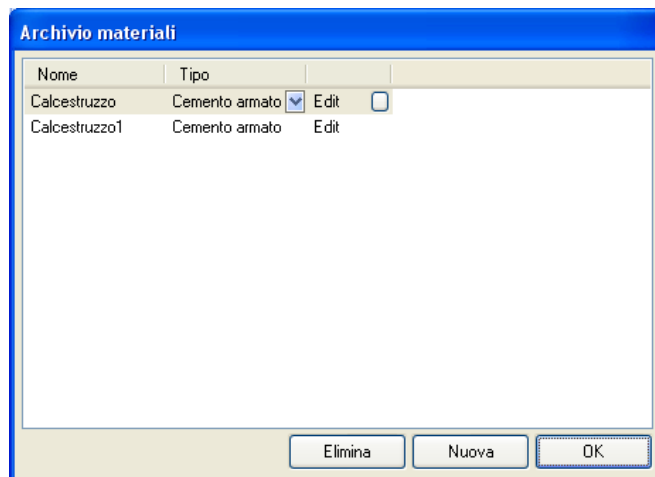 Archivio materiali
Nome Tipo
Calcestruzzo Cemento armato Edit
Calcestruzzo1 Cemento armato Edit
Elimina Nuova OK